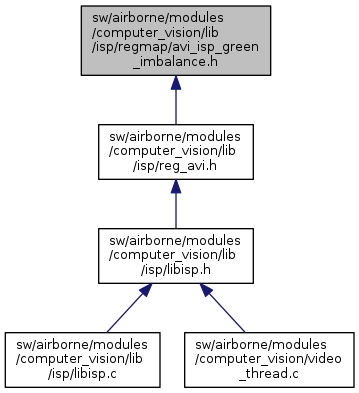 sw/airborne/modules
/computer_vision/lib
/isp/regmap/avi_isp_green
_imbalance.h
sw/airborne/modules
/computer_vision/lib
/isp/reg_avi.h
sw/airborne/modules
/computer_vision/lib
/isp/libisp.h
sw/airborne/modules
/computer_vision/lib
/isp/libisp.c
sw/airborne/modules
/computer_vision/video
_thread.c